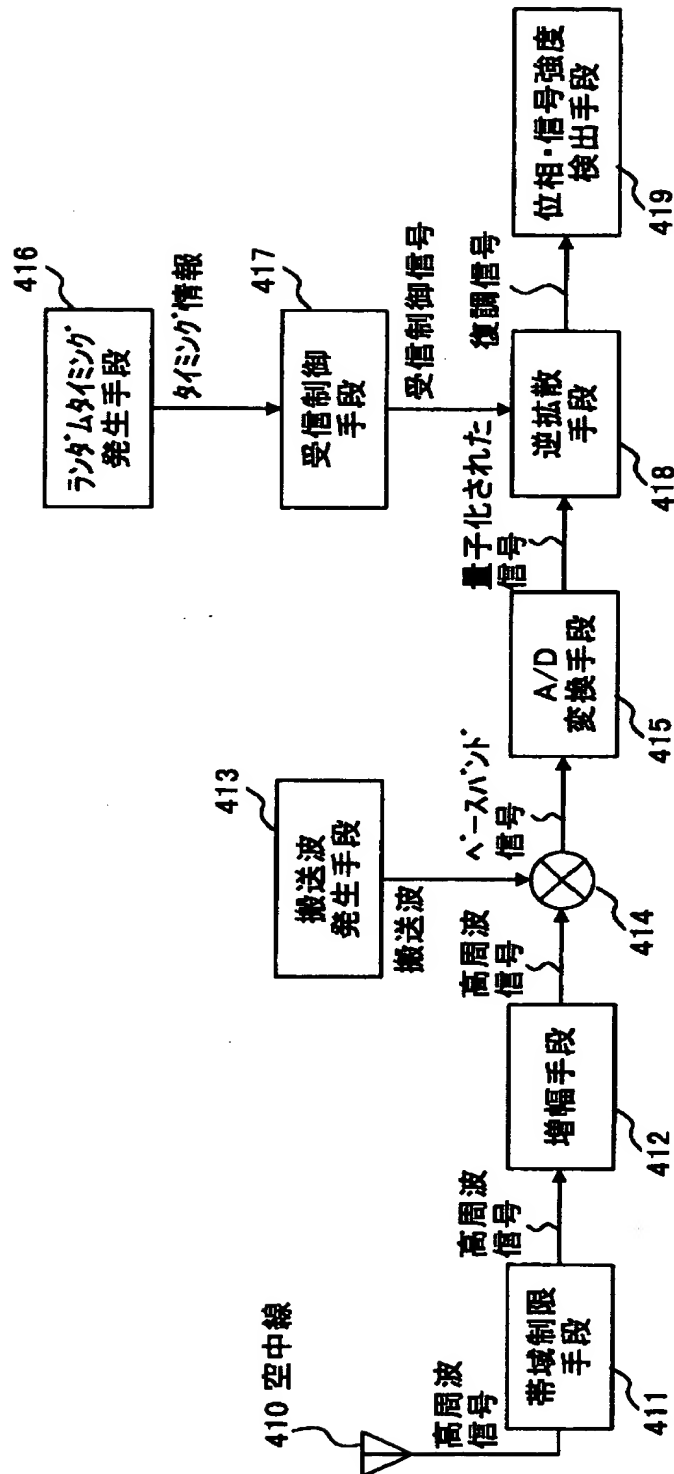 410 空中線
高周波
信号
帯域制限
手段
411
高周波
信号
増幅手段
412
高周波
信号
414
搬送波
発生手段
413
搬送波
ベースバンド
信号
A/D
変換手段
415
量子化された
信号
ランダムタイミング
発生手段
416
タイミング情報
受信制御
手段
417
受信制御信号
逆拡散
手段
418
復調信号
位相・信号強度
検出手段
419